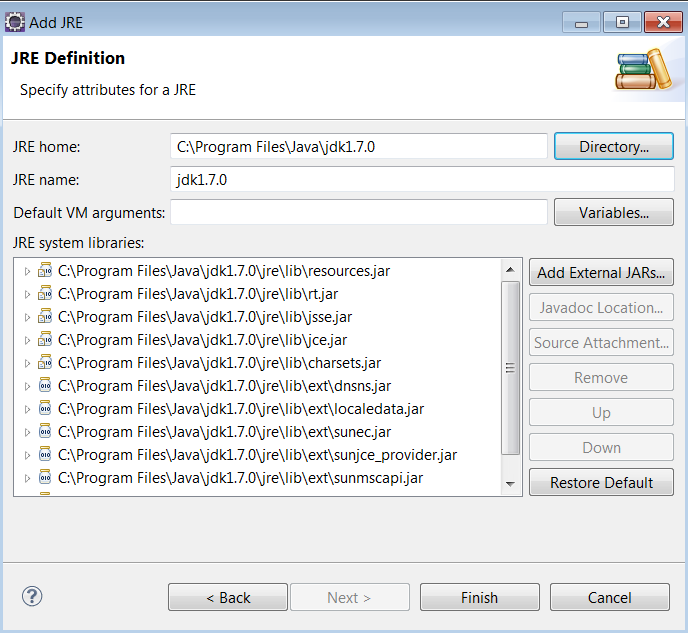 Add JRE
JRE Definition
Specify attributes for a JRE
JRE home: C:\Program Files\Java\jdk1.7.0 Directory...
JRE name: jdk1.7.0
Default VM arguments: Variables...
JRE system libraries:
C:\Program Files\Java\jdk1.7.0\jre\lib\resources.jar
C:\Program Files\Java\jdk1.7.0\jre\lib\rt.jar
C:\Program Files\Java\jdk1.7.0\jre\lib\jsse.jar
C:\Program Files\Java\jdk1.7.0\jre\lib\jce.jar
C:\Program Files\Java\jdk1.7.0\jre\lib\charsets.jar
C:\Program Files\Java\jdk1.7.0\jre\lib\ext\dnsns.jar
C:\Program Files\Java\jdk1.7.0\jre\lib\ext\localedata.jar
C:\Program Files\Java\jdk1.7.0\jre\lib\ext\sunec.jar
C:\Program Files\Java\jdk1.7.0\jre\lib\ext\sunjce_provider.jar
C:\Program Files\Java\jdk1.7.0\jre\lib\ext\sunmscapi.jar
Add External JARs...
Javadoc Location...
Source Attachment...
Remove
Up
Down
Restore Default
? < Back Next > Finish Cancel